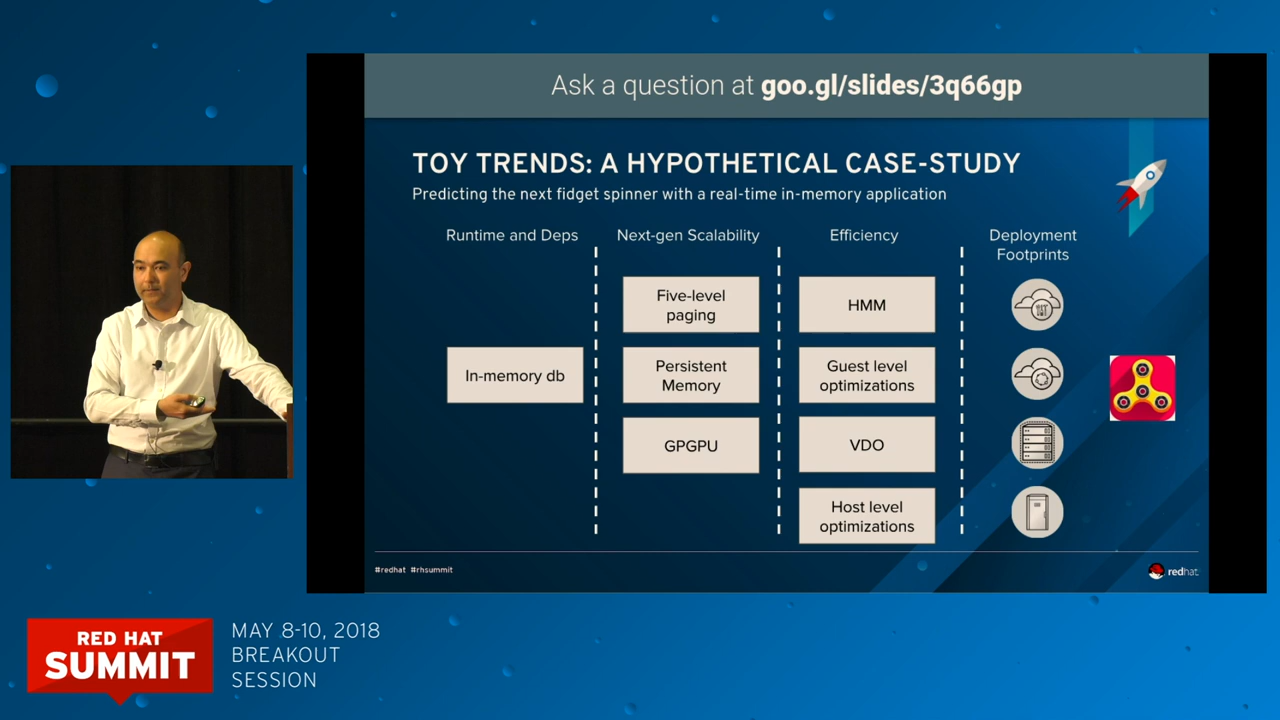 Ask a question at goo.gl/slides/3q66gp
TOY TRENDS: A HYPOTHETICAL CASE-STUDY
Predicting the next fidget spinner with a real-time in-memory application
Runtime and Deps
In-memory db
Next-gen Scalability
Five-level
paging
Persistent
Memory
GPGPU
Efficiency
HMM
Guest level
optimizations
VDO
Host level
optimizations
Deployment
Footprints
#redhat #rhsummit
redhat
RED HAT
SUMMIT
MAY 8-10, 2018
BREAKOUT
SESSION